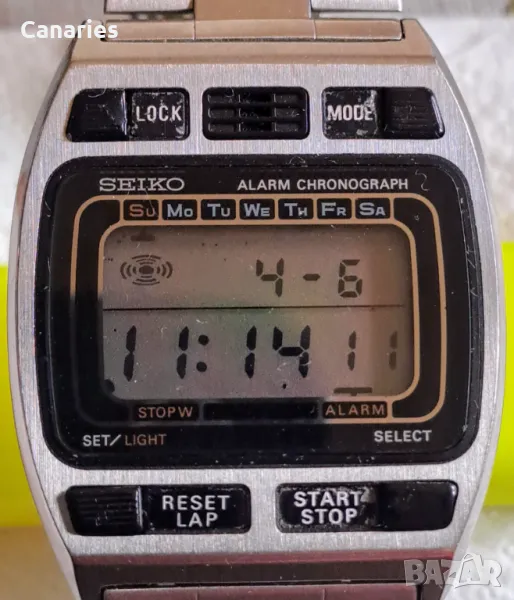 Canaries
LOCK
MODE
SEIKO
ALARM CHRONOGRAPH
SU MO TU WE TH FR SA
4-6
11:14 11
STOPW
ALARM
SET/LIGHT
SELECT
RESET
LAP
START
STOP
BAZAR